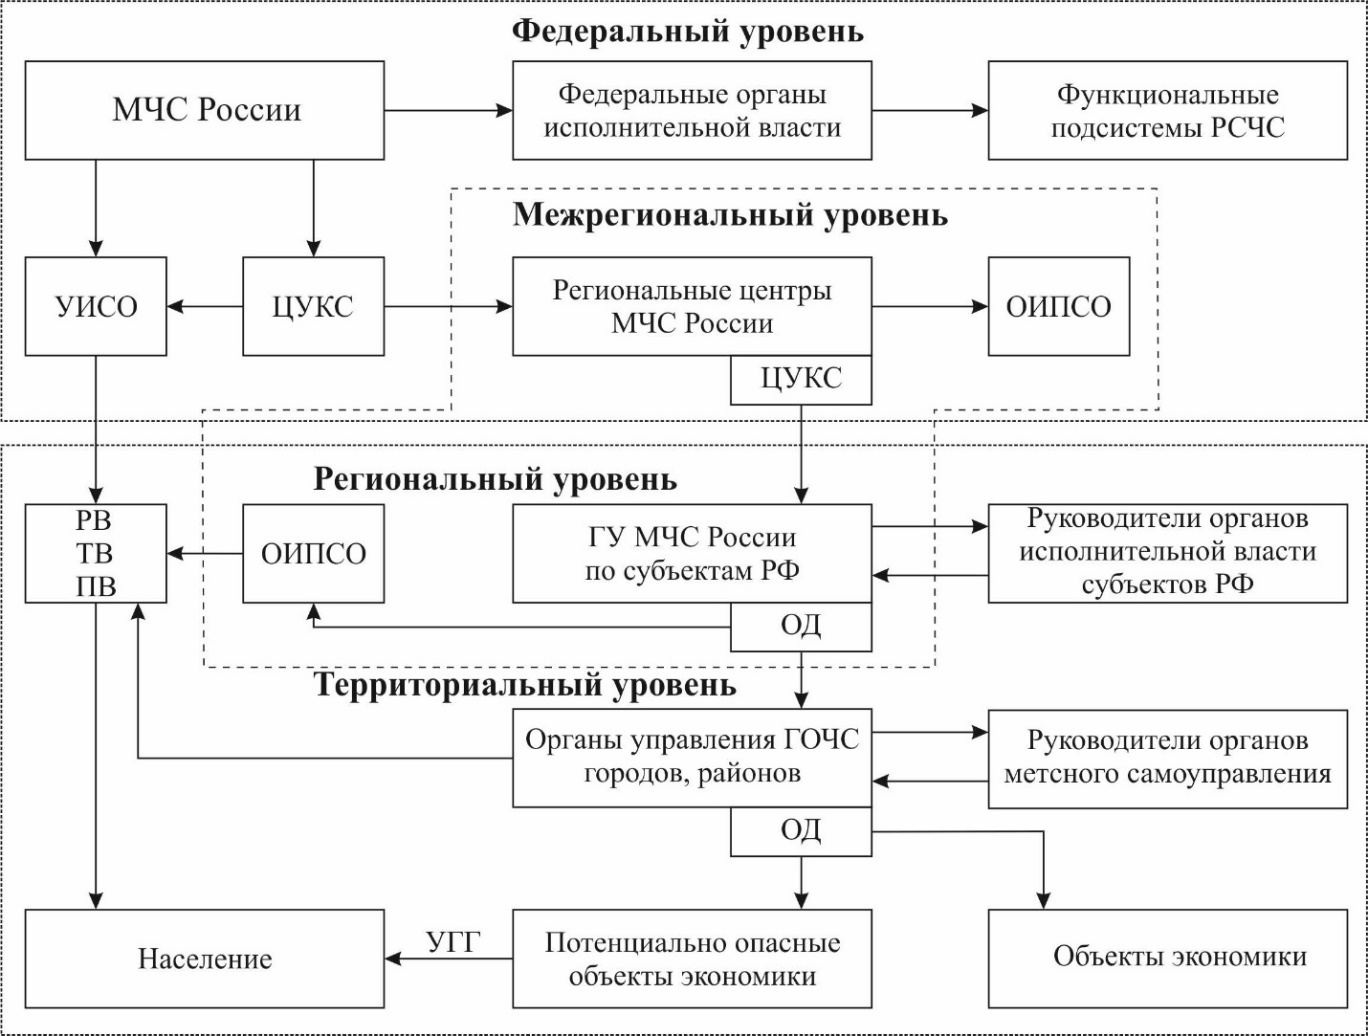 Федеральный уровень
МЧС России
Федеральные органы
исполнительной власти
Функциональные
подсистемы РСЧС
Межрегиональный уровень
УИСО
ЦУКС
Региональные центры
МЧС России
ОИПСО
ЦУКС
Региональный уровень
РВ
ТВ
ПВ
ОИПСО
ГУ МЧС России
по субъектам РФ
Руководители органов
исполнительной власти
субъектов РФ
ОД
Территориальный уровень
Органы управления ГОЧС
городов, районов
Руководители органов
метсного самоуправления
ОД
Население
УГГ
Потенциально опасные
объекты экономики
Объекты экономики